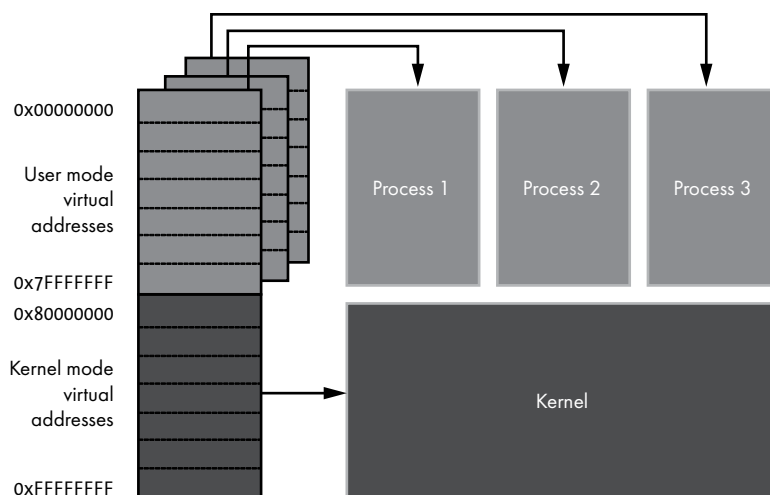 0x00000000
User mode
virtual
addresses
0x7FFFFFFF
0x80000000
Kernel mode
virtual
addresses
0xFFFFFFFF
Process 1
Process 2
Process 3
Kernel